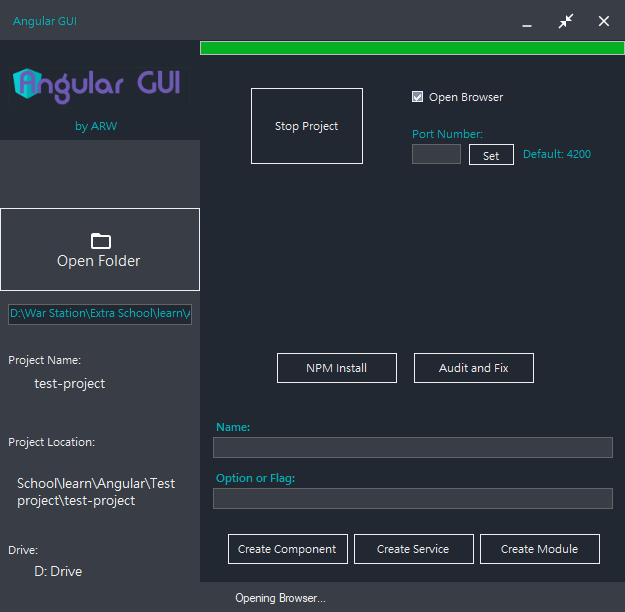 Angular GUI
Angular GUI
by ARW
Stop Project
Open Browser
Port Number:
Set
Default: 4200
Open Folder
D:\War Station\Extra School\learn\A
Project Name:
test-project
Project Location:
School\learn\Angular\Test
project\test-project
Drive:
D: Drive
NPM Install
Audit and Fix
Name:
Option or Flag:
Create Component
Create Service
Create Module
Opening Browser...